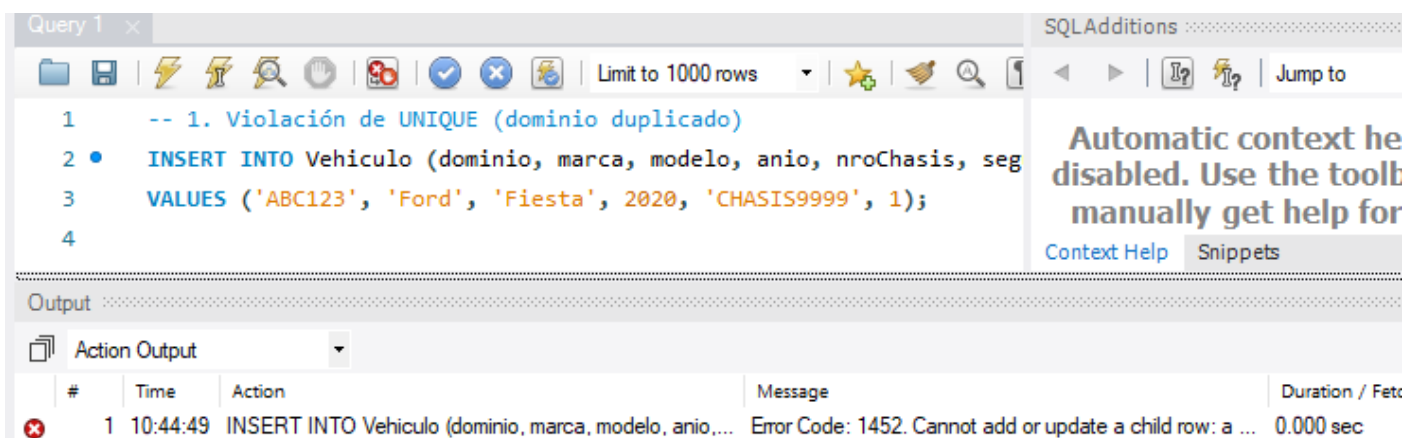 Query 1
SQLAdditions
Limit to 1000 rows
Jump to
1 -- 1. Violación de UNIQUE (dominio duplicado)
2 INSERT INTO Vehiculo (dominio, marca, modelo, anio, nroChasis, seg
3 VALUES ('ABC123', 'Ford', 'Fiesta', 2020, 'CHASIS9999', 1);
4
Automatic context he
disabled. Use the toolb
manually get help for
Context Help Snippets
Output
Action Output
# Time Action Message Duration / Fetc
1 10:44:49 INSERT INTO Vehiculo (dominio, marca, modelo, anio,... Error Code: 1452. Cannot add or update a child row: a ... 0.000 sec